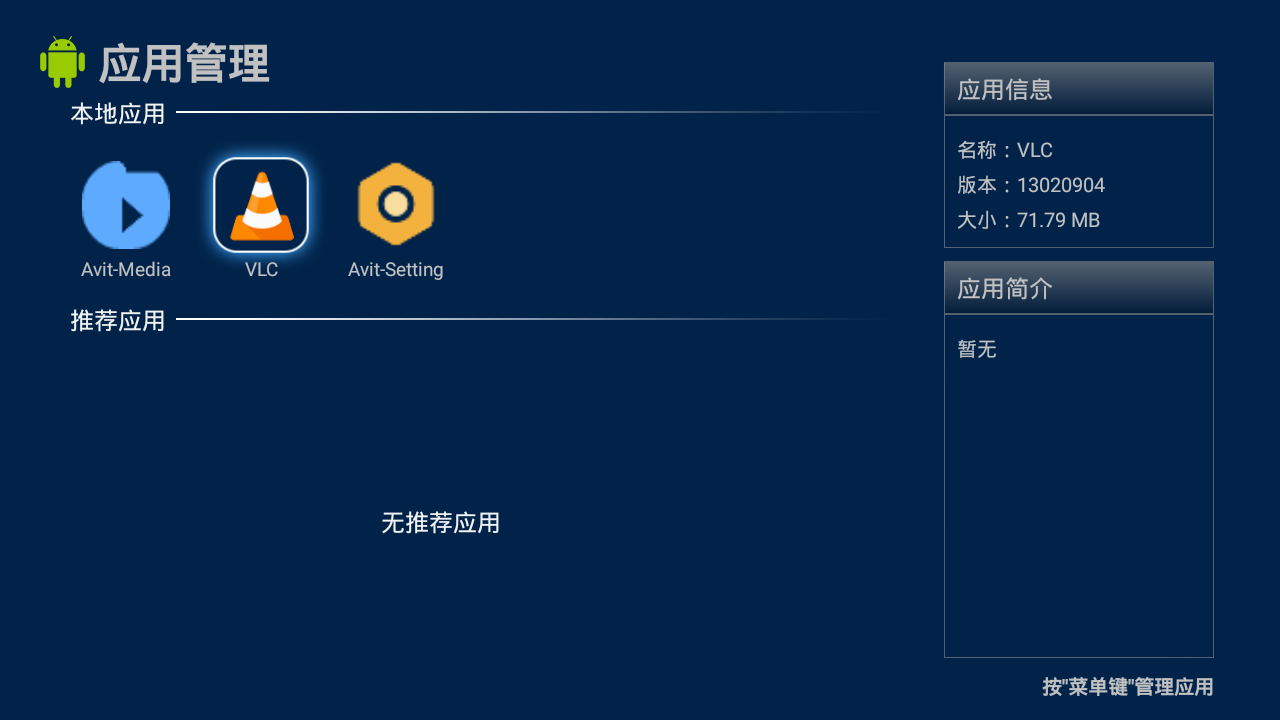 应用管理
本地应用
Avit-Media
VLC
Avit-Setting
推荐应用
无推荐应用
应用信息
名称：VLC
版本：13020904
大小：71.79 MB
应用简介
暂无
按"菜单键"管理应用